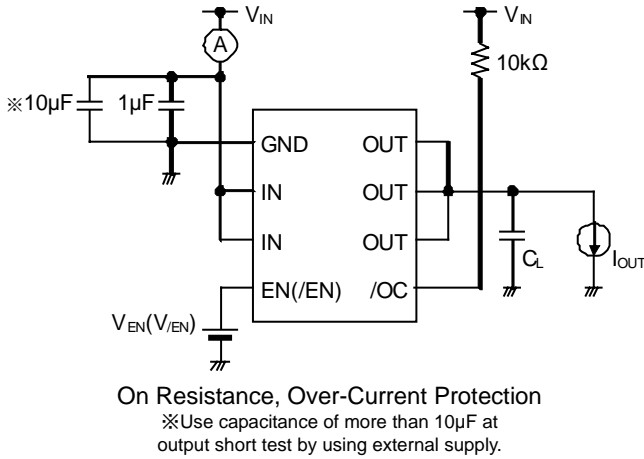 VIN
VIN
A
10kΩ
※10µF
1µF
GND
OUT
IN
OUT
IN
OUT
EN(/EN)
/OC
CL
IOUT
VEN(V/EN)
On Resistance, Over-Current Protection
※Use capacitance of more than 10µF at
output short test by using external supply.